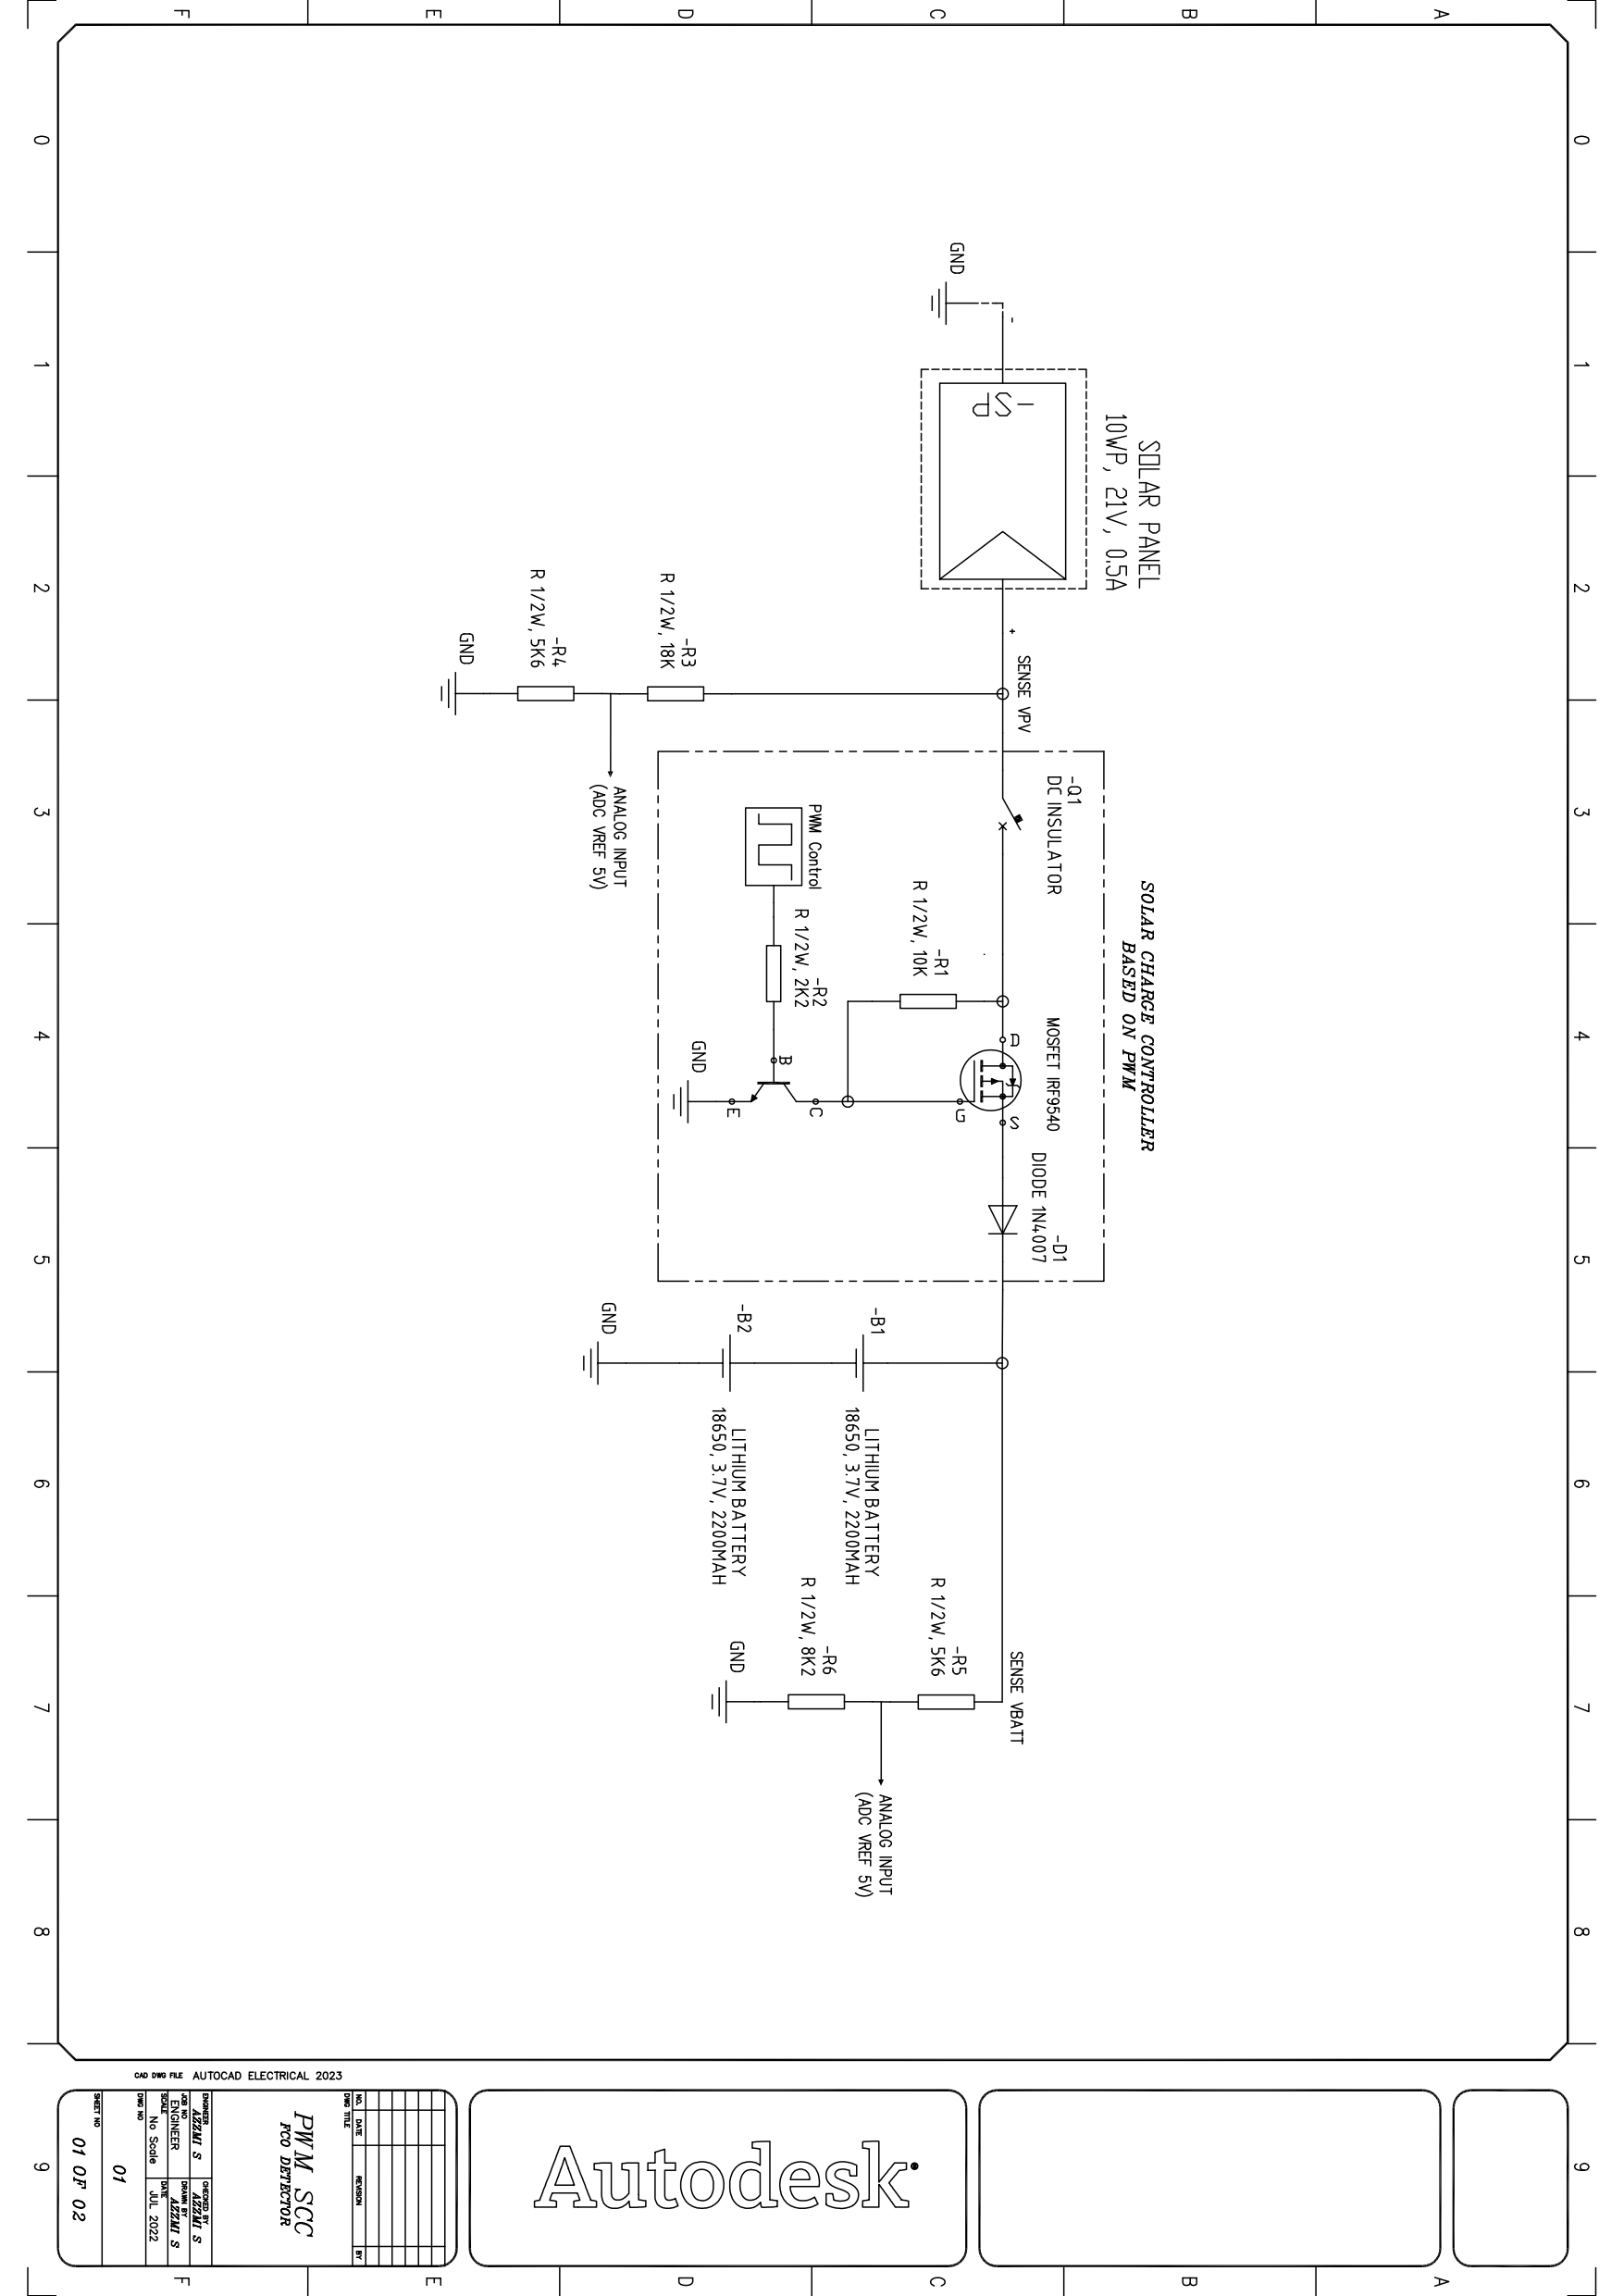 0 1 2 3 4 5 6 7 8 9
A A
B B
C C
D D
E E
F F
SOLAR PANEL
10WP, 21V, 0.5A
-SP
-
+
GND
SENSE VPV
SOLAR CHARGE CONTROLLER
BASED ON PWM
-Q1
DC INSULATOR
MOSFET IRF9540
D
S
G
-D1
DIODE 1N4007
-R1
R 1/2W, 10K
PWM Control
-R2
R 1/2W, 2K2
B
C
E
GND
-R3
R 1/2W, 18K
ANALOG INPUT
(ADC VREF 5V)
-R4
R 1/2W, 5K6
GND
-B1
LITHIUM BATTERY
18650, 3.7V, 2200MAH
-B2
LITHIUM BATTERY
18650, 3.7V, 2200MAH
GND
SENSE VBATT
-R5
R 1/2W, 5K6
ANALOG INPUT
(ADC VREF 5V)
-R6
R 1/2W, 8K2
GND
Autodesk
NO. DATE REVISION BY
DWG TITLE
PWM SCC
FCO DETECTOR
ENGINEER
AZZMI S
CHECKED BY
AZZMI S
JOB NO
ENGINEER
DRAWN BY
AZZMI S
SCALE
No Scale
DATE
JUL 2022
DWG NO
01
SHEET NO
01 OF 02
CAD DWG FILE AUTOCAD ELECTRICAL 2023
0 1 2 3 4 5 6 7 8 9